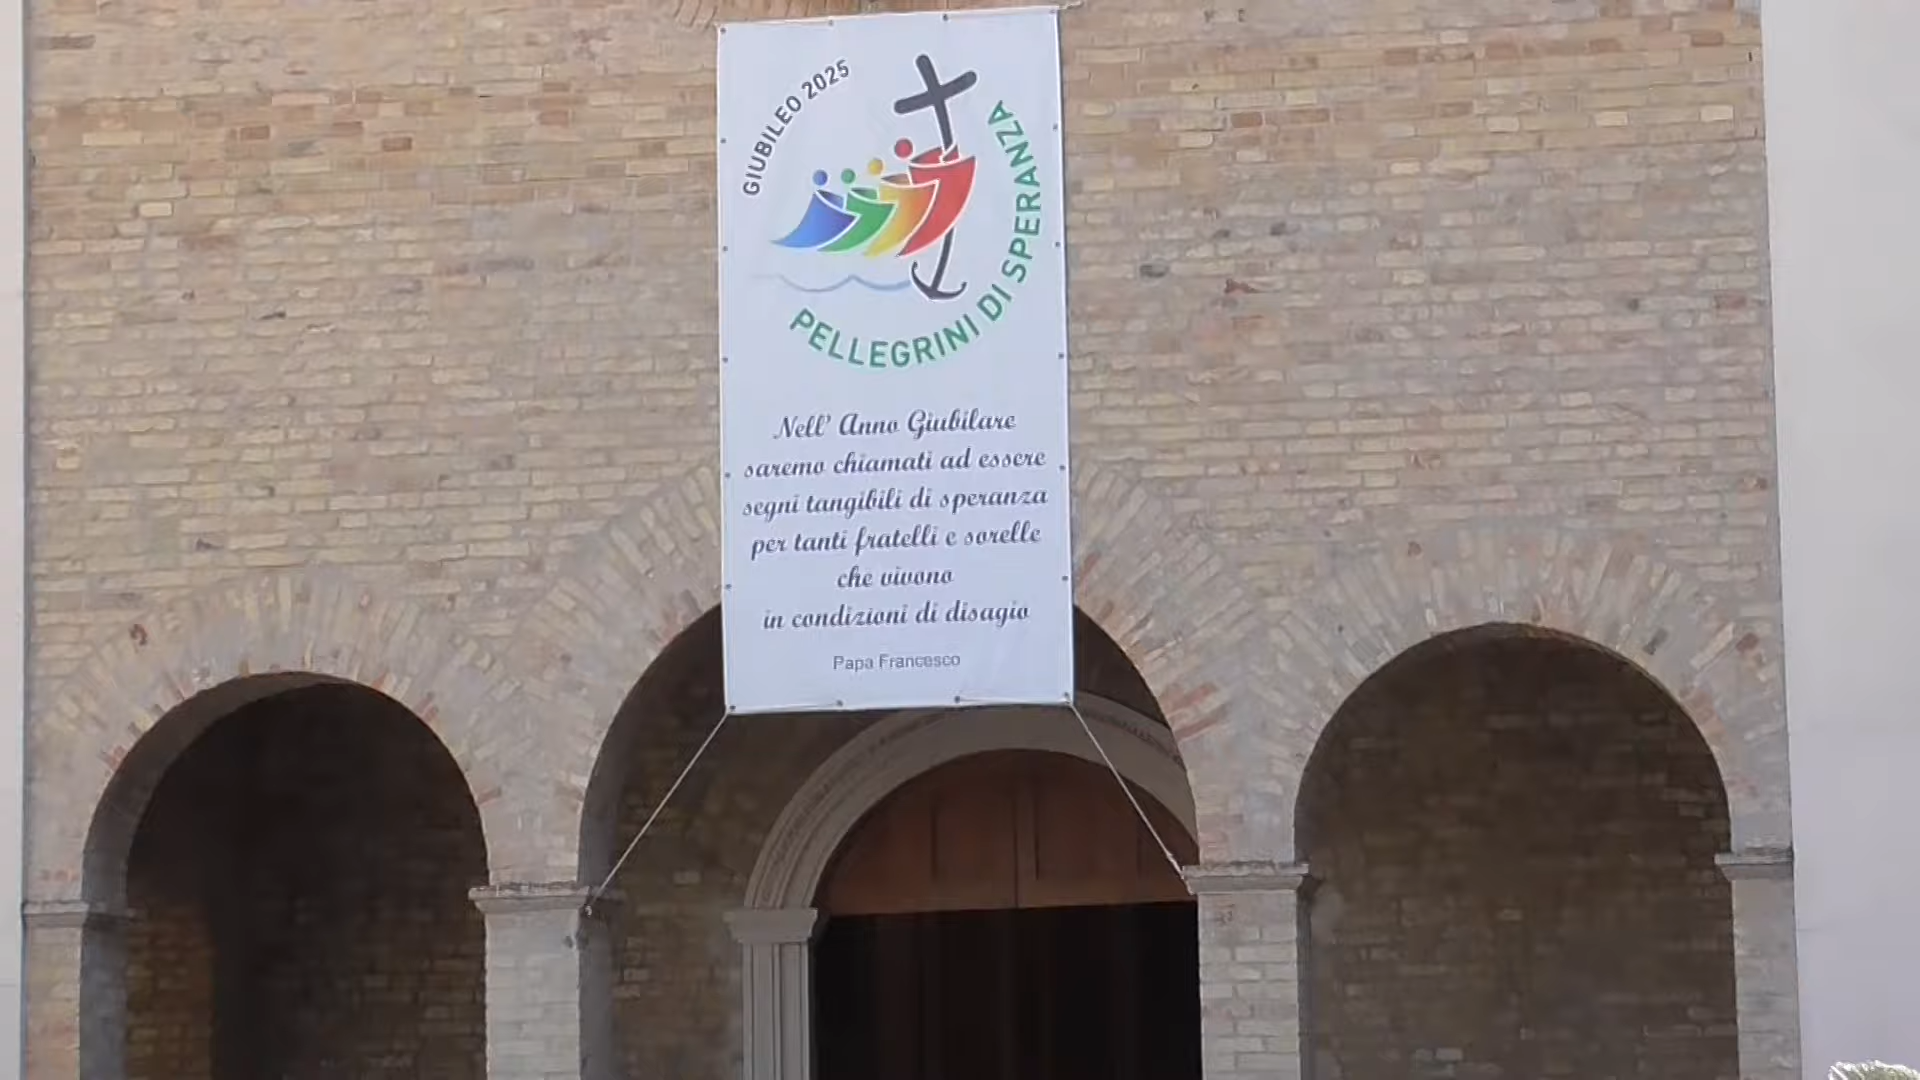 GIUBILEO 2025
PELLEGRINI DI SPERANZA
Nell' Anno Giubilare
saremo chiamati ad essere
segni tangibili di speranza
per tanti fratelli e sorelle
che vivono
in condizioni di disagio
Papa Francesco